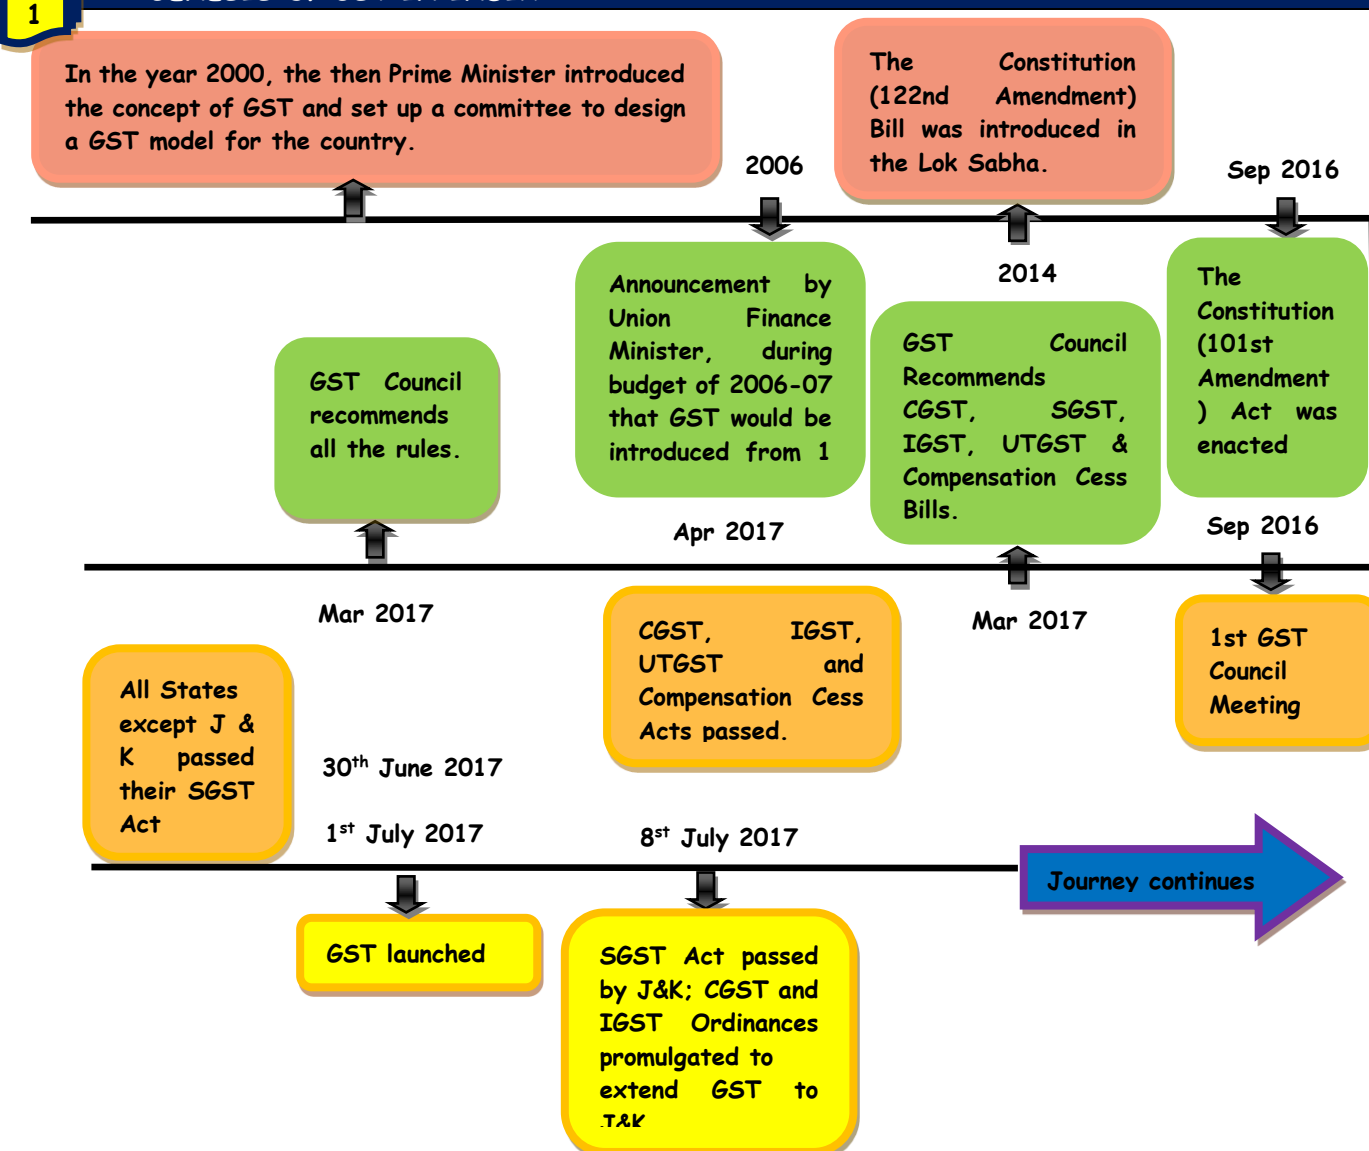 1
In the year 2000, the then Prime Minister introduced
the concept of GST and set up a committee to design
a GST model for the country.
2006
The Constitution
(122nd Amendment)
Bill was introduced in
the Lok Sabha.
Sep 2016
Announcement by
Union Finance
Minister, during
budget of 2006-07
that GST would be
introduced from 1
2014
The
Constitution
(101st
Amendment
) Act was
enacted
GST Council
recommends
all the rules.
GST Council
Recommends
CGST, SGST,
IGST, UTGST &
Compensation Cess
Bills.
Apr 2017
Sep 2016
Mar 2017
CGST, IGST,
UTGST and
Compensation Cess
Acts passed.
Mar 2017
1st GST
Council
Meeting
All States
except J &
K passed
their SGST
Act
30th June 2017
1st July 2017
8st July 2017
Journey continues
GST launched
SGST Act passed
by J&K; CGST and
IGST Ordinances
promulgated to
extend GST to
J&K